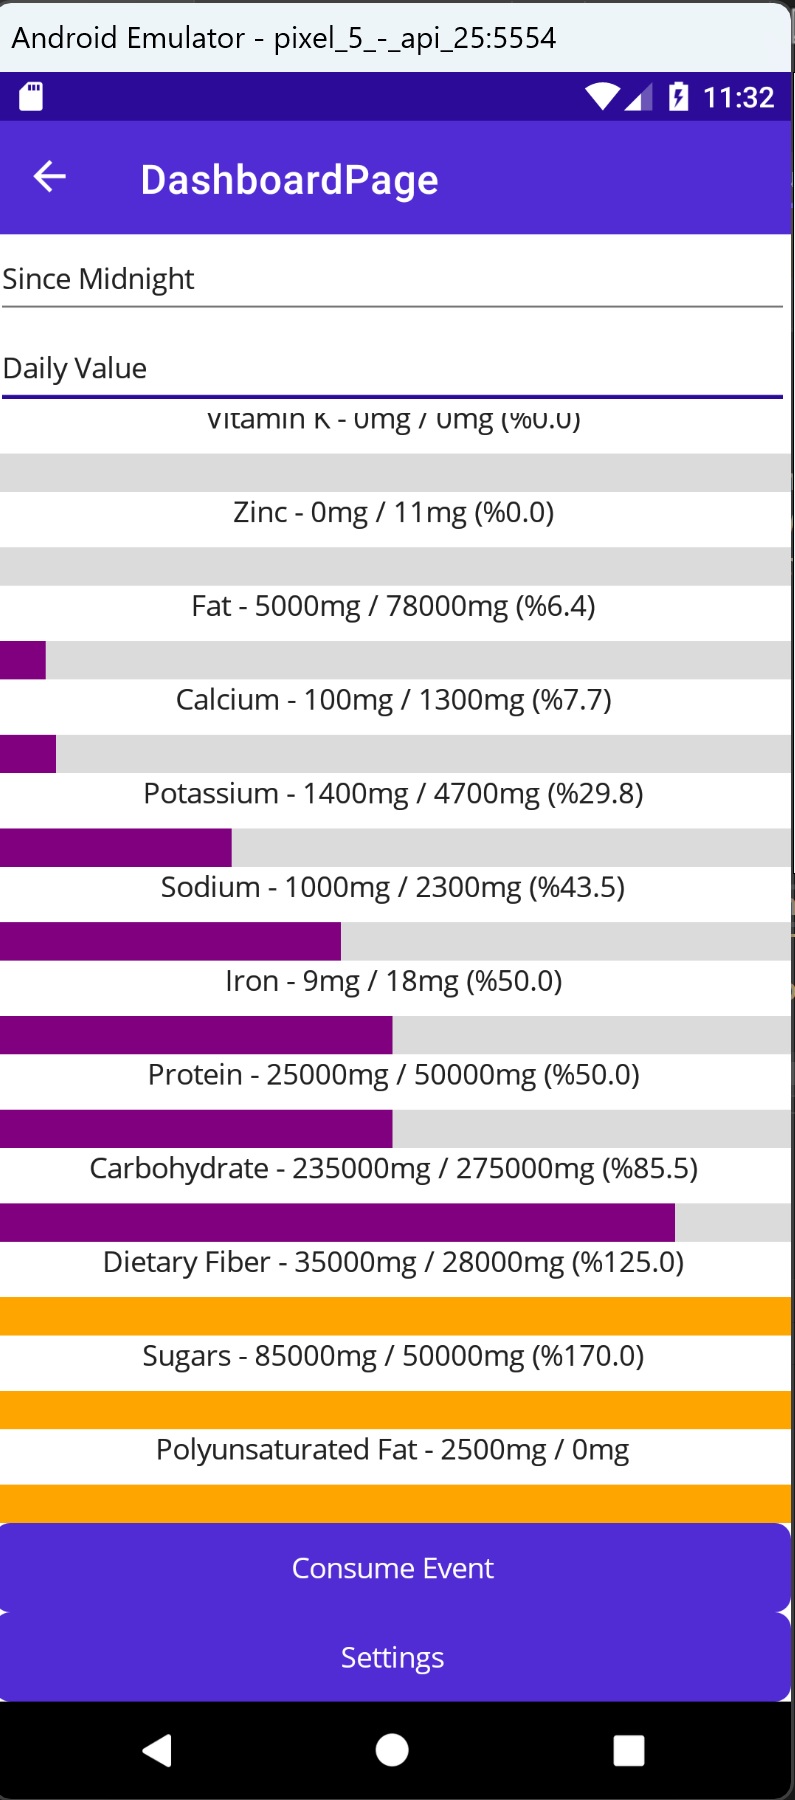 Android Emulator - pixel_5_-_api_25:5554
11:32
DashboardPage
Since Midnight
Daily Value
Vitamin K - 0mg / 0mg (%0.0)
Zinc - 0mg / 11mg (%0.0)
Fat - 5000mg / 78000mg (%6.4)
Calcium - 100mg / 1300mg (%7.7)
Potassium - 1400mg / 4700mg (%29.8)
Sodium - 1000mg / 2300mg (%43.5)
Iron - 9mg / 18mg (%50.0)
Protein - 25000mg / 50000mg (%50.0)
Carbohydrate - 235000mg / 275000mg (%85.5)
Dietary Fiber - 35000mg / 28000mg (%125.0)
Sugars - 85000mg / 50000mg (%170.0)
Polyunsaturated Fat - 2500mg / 0mg
Consume Event
Settings